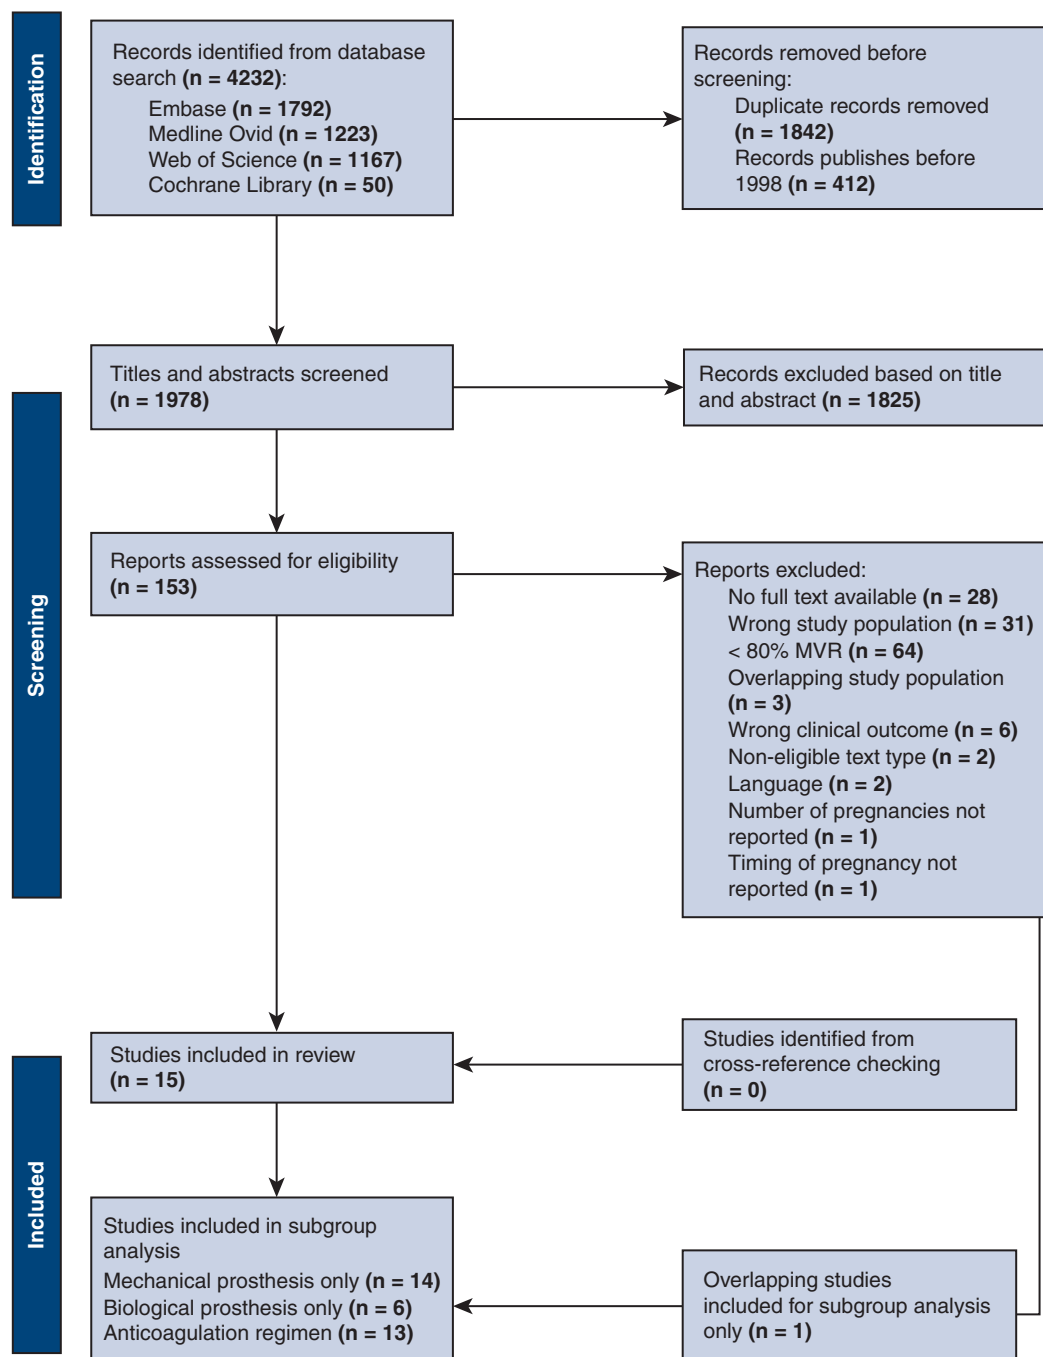 Identification
Records identified from database
search (n = 4232):
Embase (n = 1792)
Medline Ovid (n = 1223)
Web of Science (n = 1167)
Cochrane Library (n = 50)
Records removed before
screening:
Duplicate records removed
(n = 1842)
Records publishes before
1998 (n = 412)
Screening
Titles and abstracts screened
(n = 1978)
Records excluded based on title
and abstract (n = 1825)
Reports assessed for eligibility
(n = 153)
Reports excluded:
No full text available (n = 28)
Wrong study population (n = 31)
< 80% MVR (n = 64)
Overlapping study population
(n = 3)
Wrong clinical outcome (n = 6)
Non-eligible text type (n = 2)
Language (n = 2)
Number of pregnancies not
reported (n = 1)
Timing of pregnancy not
reported (n = 1)
Included
Studies included in review
(n = 15)
Studies identified from
cross-reference checking
(n = 0)
Studies included in subgroup
analysis
Mechanical prosthesis only (n = 14)
Biological prosthesis only (n = 6)
Anticoagulation regimen (n = 13)
Overlapping studies
included for subgroup analysis
only (n = 1)